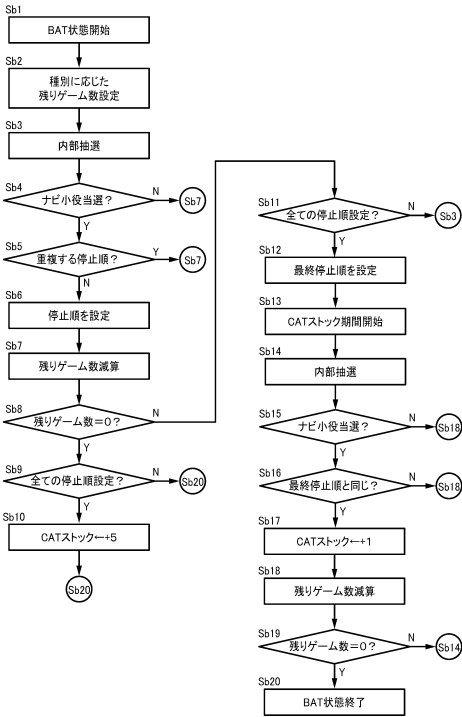 Sb1
BAT状態開始
Sb2
種別に応じた
残りゲーム数設定
Sb3
内部抽選
Sb4
ナビ小役当選？
N
Sb7
Y
Sb5
重複する停止順？
Y
Sb7
N
Sb6
停止順を設定
Sb7
残りゲーム数減算
Sb8
残りゲーム数=0？
N
Y
Sb9
全ての停止順設定？
N
Sb20
Y
Sb10
CATストック←+5
Sb20
Sb11
全ての停止順設定？
N
Sb3
Y
Sb12
最終停止順を設定
Sb13
CATストック期間開始
Sb14
内部抽選
Sb15
ナビ小役当選？
N
Sb18
Y
Sb16
最終停止順と同じ？
N
Sb18
Y
Sb17
CATストック←+1
Sb18
残りゲーム数減算
Sb19
残りゲーム数=0？
N
Sb14
Y
Sb20
BAT状態終了